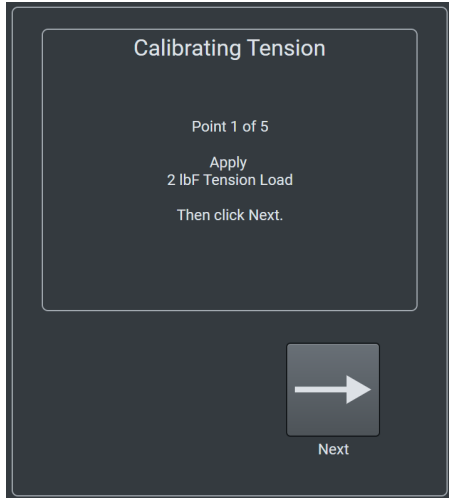 Calibrating Tension
Point 1 of 5
Apply
2 lbF Tension Load
Then click Next.
Next